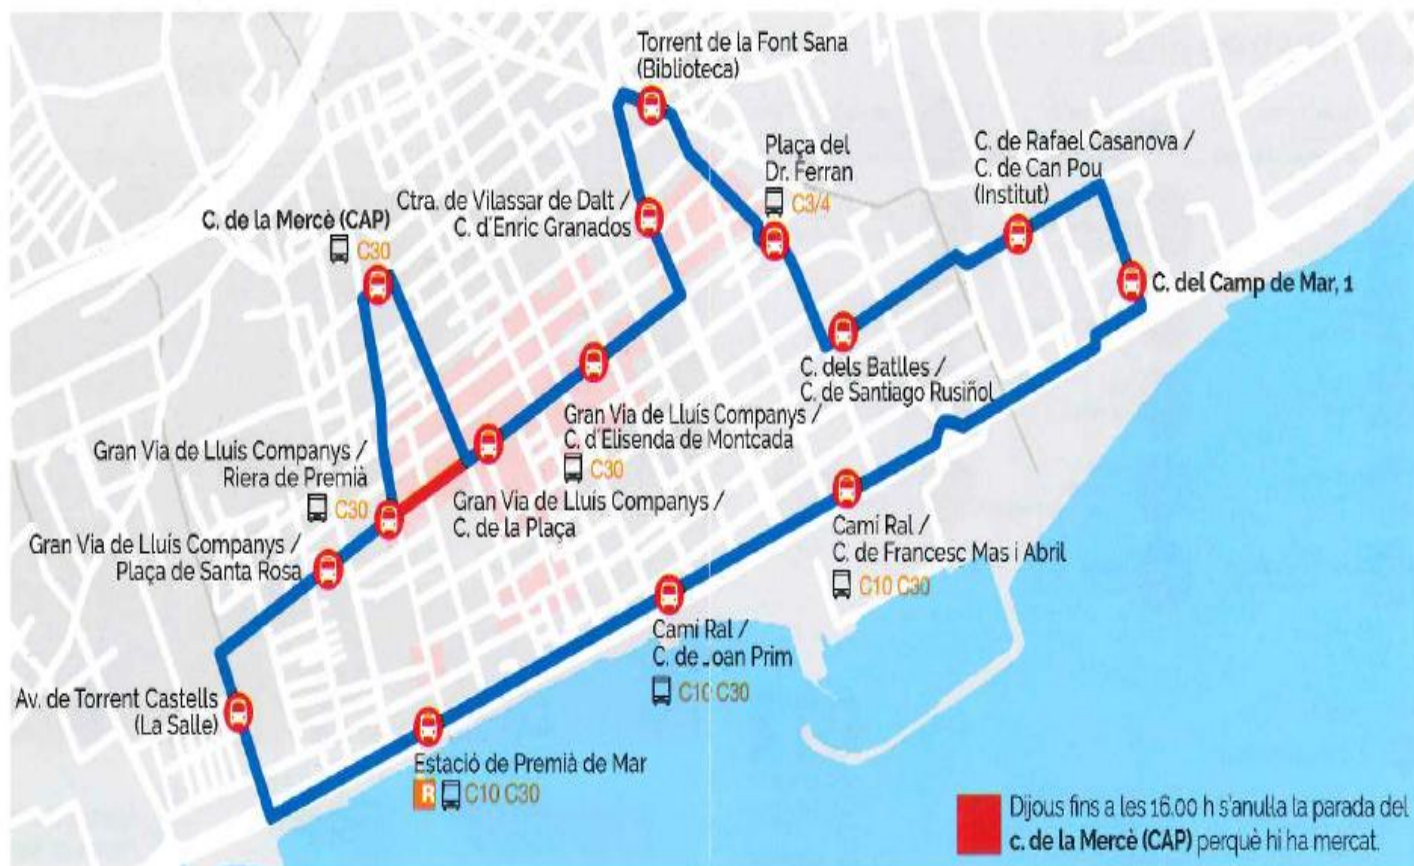 Torrent de la Font Sana
(Biblioteca)
Plaça del
Dr. Ferran
C3/4
C. de Rafael Casanova /
C. de Can Pou
(Institut)
Ctra. de Vilassar de Dalt /
C. d'Enric Granados
C. de la Mercè (CAP)
C30
C. del Camp de Mar, 1
C. dels Batlles /
C. de Santiago Rusiñol
Gran Via de Lluís Companys /
C. d'Elisenda de Montcada
C30
Gran Via de Lluís Companys /
Riera de Premià
C30
Gran Via de Lluís Companys /
C. de la Plaça
Gran Via de Lluís Companys /
Plaça de Santa Rosa
Camí Ral /
C. de Francesc Mas i Abril
C10 C30
Camí Ral /
C. de Joan Prim
C10 C30
Av. de Torrent Castells
(La Salle)
Estació de Premià de Mar
R C10 C30
Dijous fins a les 16.00 h s'anul·la la parada del
c. de la Mercè (CAP) perquè hi ha mercat.